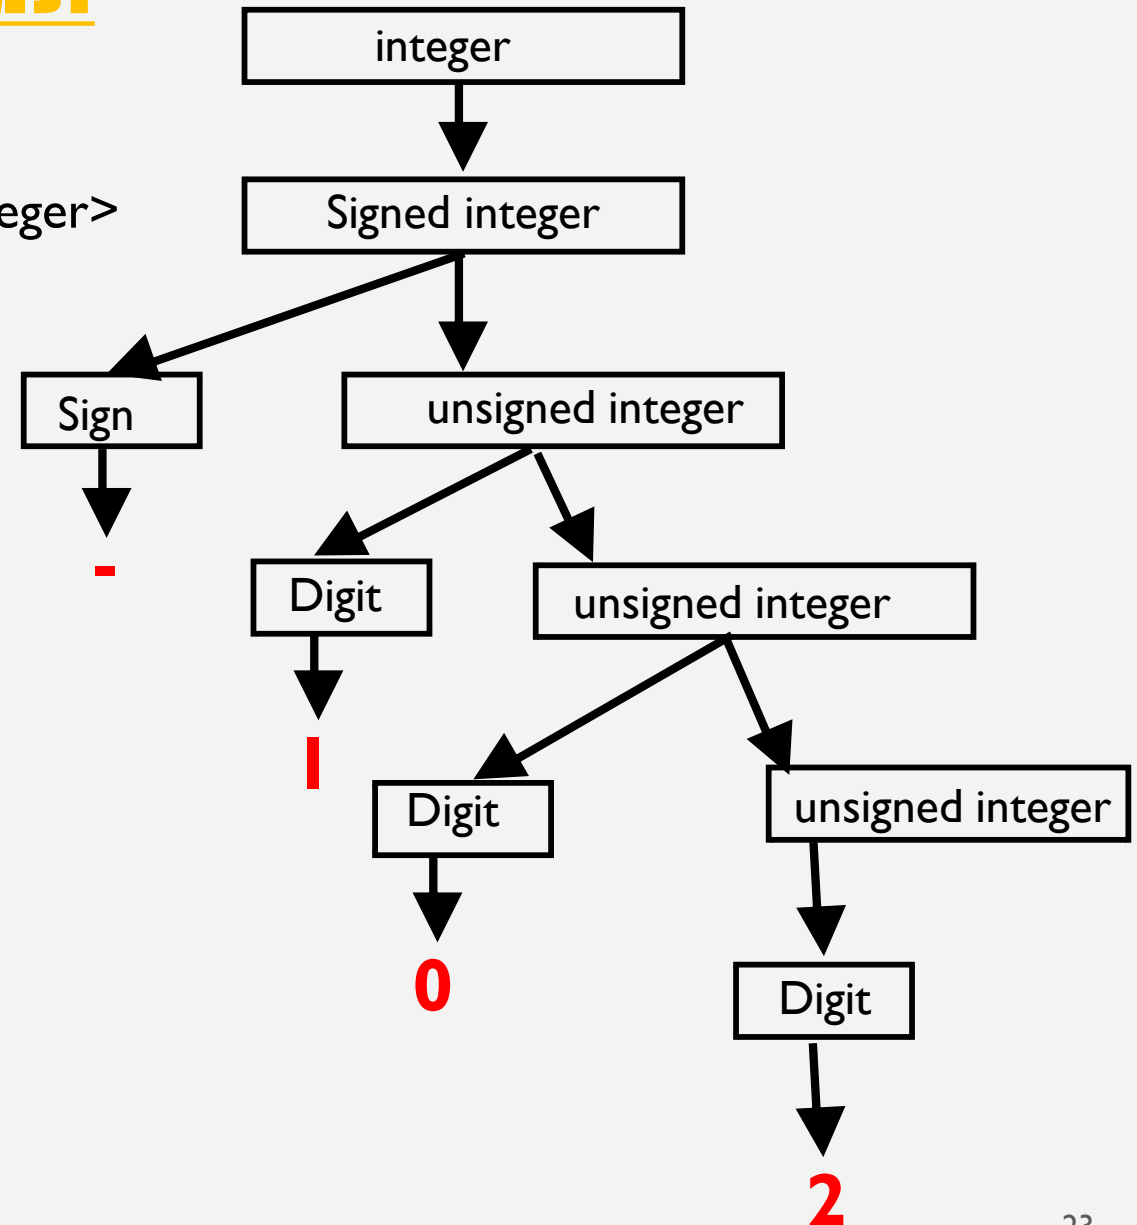 integer
eger>
Signed integer
Sign
unsigned integer
-
Digit
unsigned integer
1
Digit
unsigned integer
0
Digit
2